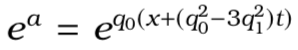 $e^{a} = e^{q_0(x+(q_0^2-3q_1^2)t)}$